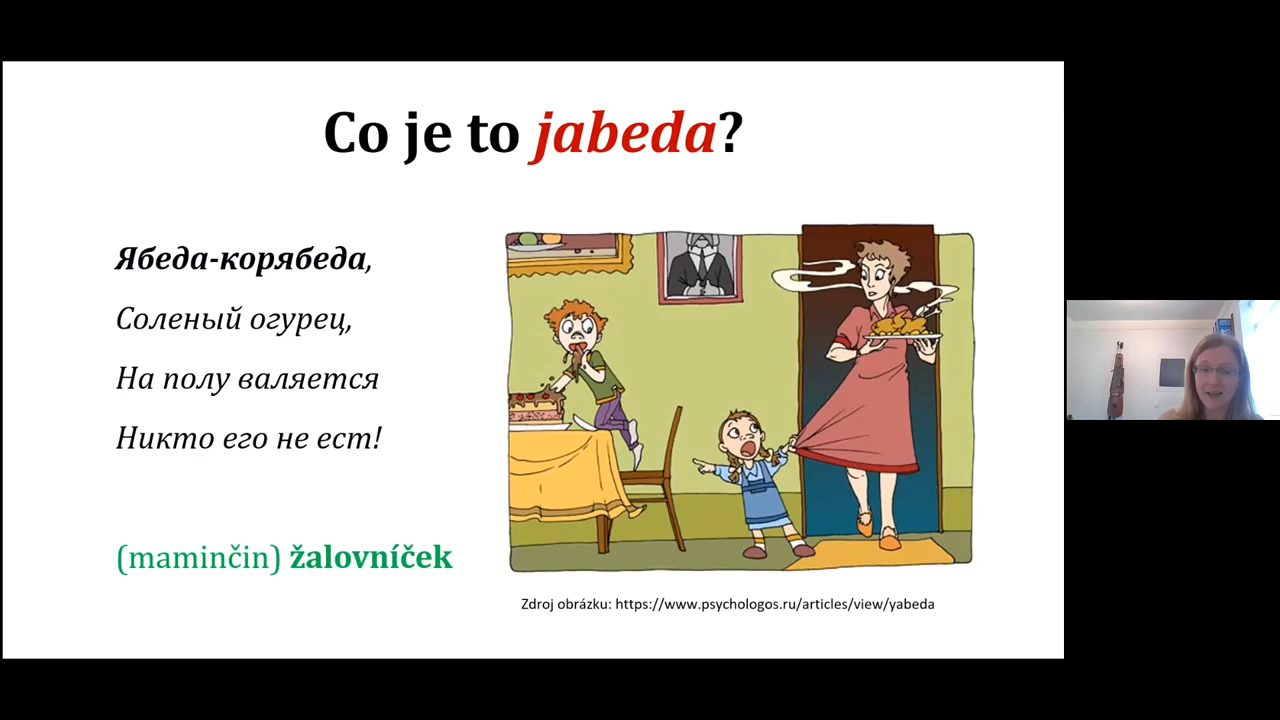 Co je to jabeda?
Ябеда-корябеда,
Соленый огурец,
На полу валяется
Никто его не ест!
(maminčin) žalovníček
Zdroj obrázku: https://www.psychologos.ru/articles/view/yabeda